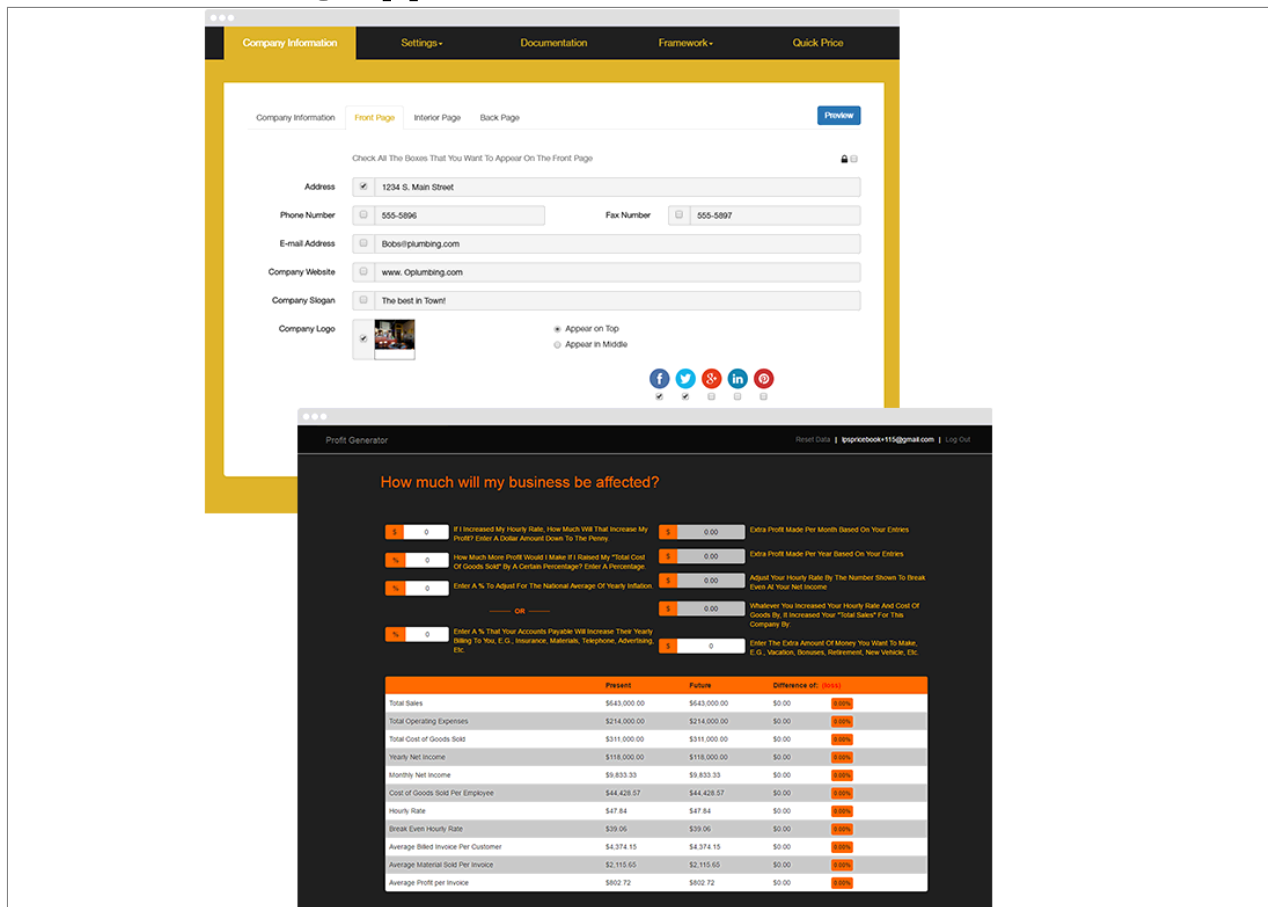 Company Information Settings Documentation Framework Quick Price
Company Information Front Page Interior Page Back Page Preview
Check All The Boxes That You Want To Appear On The Front Page
Address 1234 S. Main Street
Phone Number 555-5896 Fax Number 555-5897
E-mail Address Bobs@plumbing.com
Company Website www. Oplumbing.com
Company Slogan The best in Town!
Company Logo Appear on Top
Appear in Middle
Profit Generator Reset Data | ipspricebook+115@gmail.com | Log Out
How much will my business be affected?
$ 0 If I Increased My Hourly Rate, How Much Will That Increase My
Profit? Enter A Dollar Amount Down To The Penny.
% 0 How Much More Profit Would I Make If I Raised My "Total Cost
Of Goods Sold" By A Certain Percentage? Enter A Percentage.
% 0 Enter A % To Adjust For The National Average Of Yearly Inflation.
OR
% 0 Enter A % That Your Accounts Payable Will Increase Their Yearly
Billing To You, E.G., Insurance, Materials, Telephone, Advertising,
Etc.
$ 0.00 Extra Profit Made Per Month Based On Your Entries
$ 0.00 Extra Profit Made Per Year Based On Your Entries
$ 0.00 Adjust Your Hourly Rate By The Number Shown To Break
Even At Your Net Income
$ 0.00 Whatever You Increased Your Hourly Rate And Cost Of
Goods By, It Increased Your "Total Sales" For This
Company By:
$ 0 Enter The Extra Amount Of Money You Want To Make,
E.G., Vacation, Bonuses, Retirement, New Vehicle, Etc.
Present Future Difference of: (loss)
Total Sales $643,000.00 $643,000.00 $0.00 0.00%
Total Operating Expenses $214,000.00 $214,000.00 $0.00 0.00%
Total Cost of Goods Sold $311,000.00 $311,000.00 $0.00 0.00%
Yearly Net Income $118,000.00 $118,000.00 $0.00 0.00%
Monthly Net Income $9,833.33 $9,833.33 $0.00 0.00%
Cost of Goods Sold Per Employee $44,428.57 $44,428.57 $0.00 0.00%
Hourly Rate $47.84 $47.84 $0.00 0.00%
Break Even Hourly Rate $39.06 $39.06 $0.00 0.00%
Average Billed Invoice Per Customer $4,374.15 $4,374.15 $0.00 0.00%
Average Material Sold Per Invoice $2,115.65 $2,115.65 $0.00 0.00%
Average Profit per Invoice $802.72 $802.72 $0.00 0.00%